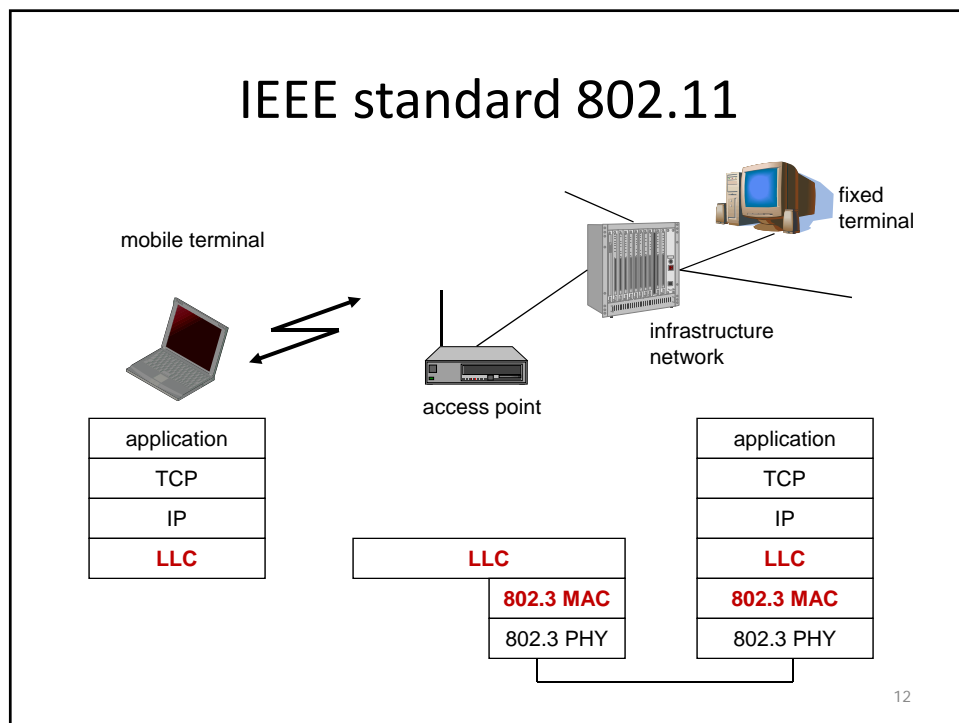 IEEE standard 802.11
mobile terminal
fixed
terminal
infrastructure
network
access point
application
TCP
IP
LLC
LLC
802.3 MAC
802.3 PHY
application
TCP
IP
LLC
802.3 MAC
802.3 PHY
12